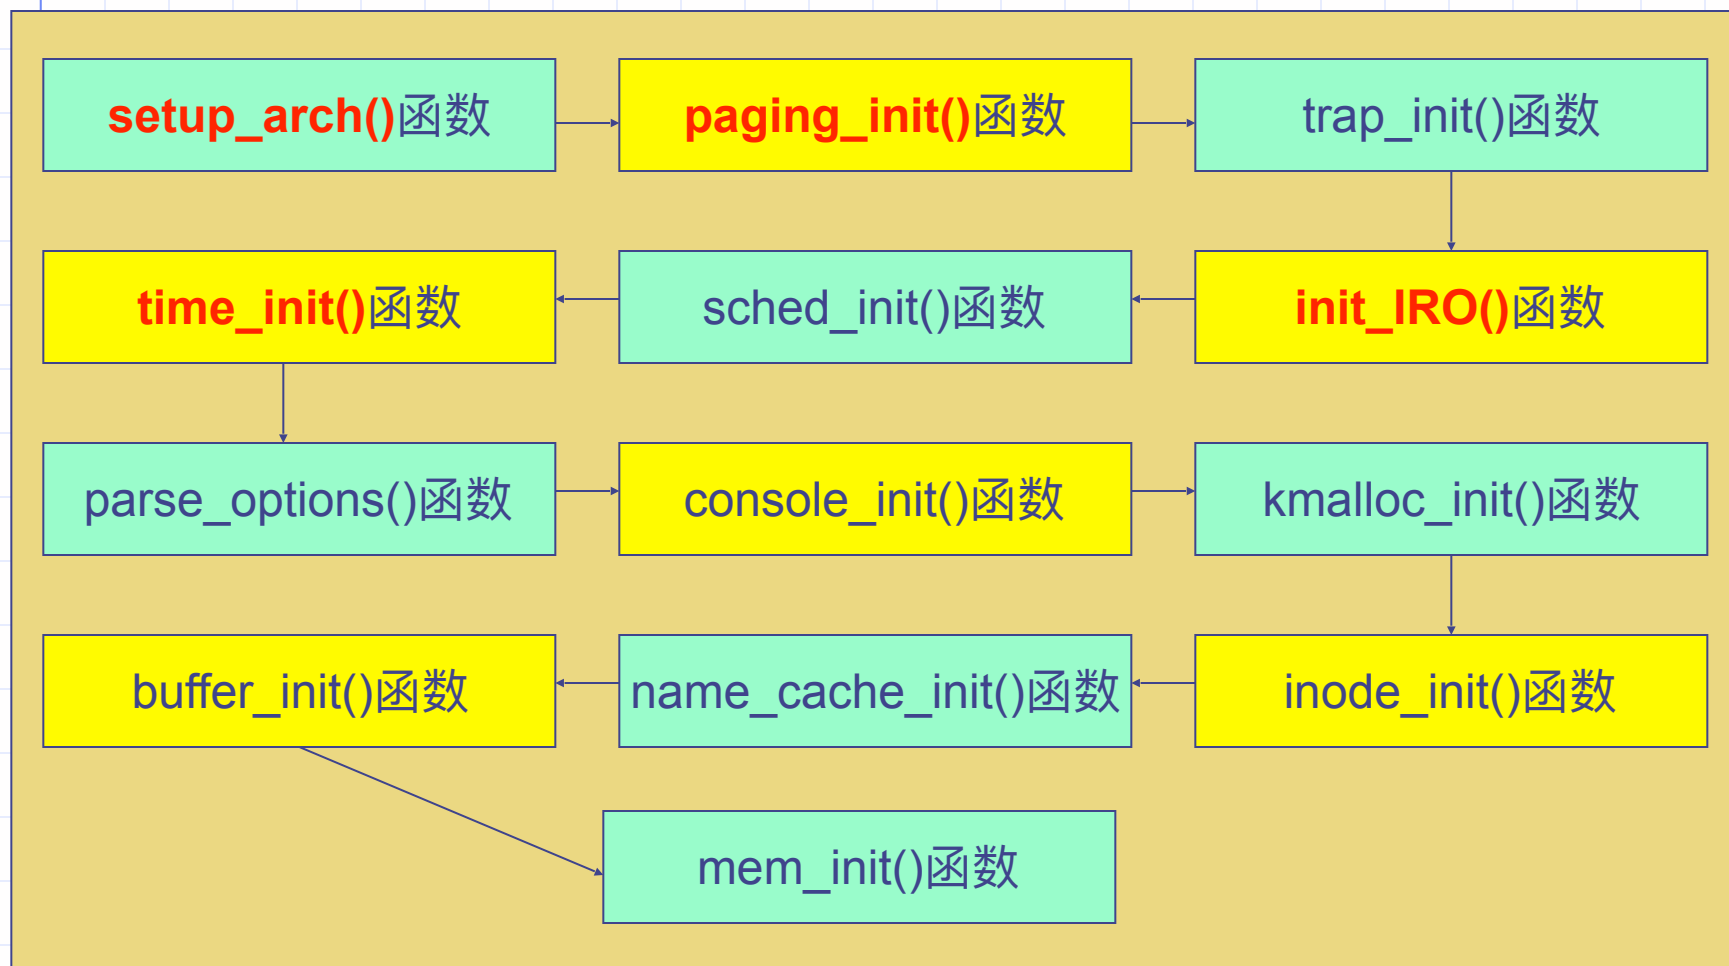 setup_arch()函数
paging_init()函数
trap_init()函数
init_IRO()函数
sched_init()函数
time_init()函数
parse_options()函数
console_init()函数
kmalloc_init()函数
inode_init()函数
name_cache_init()函数
buffer_init()函数
mem_init()函数